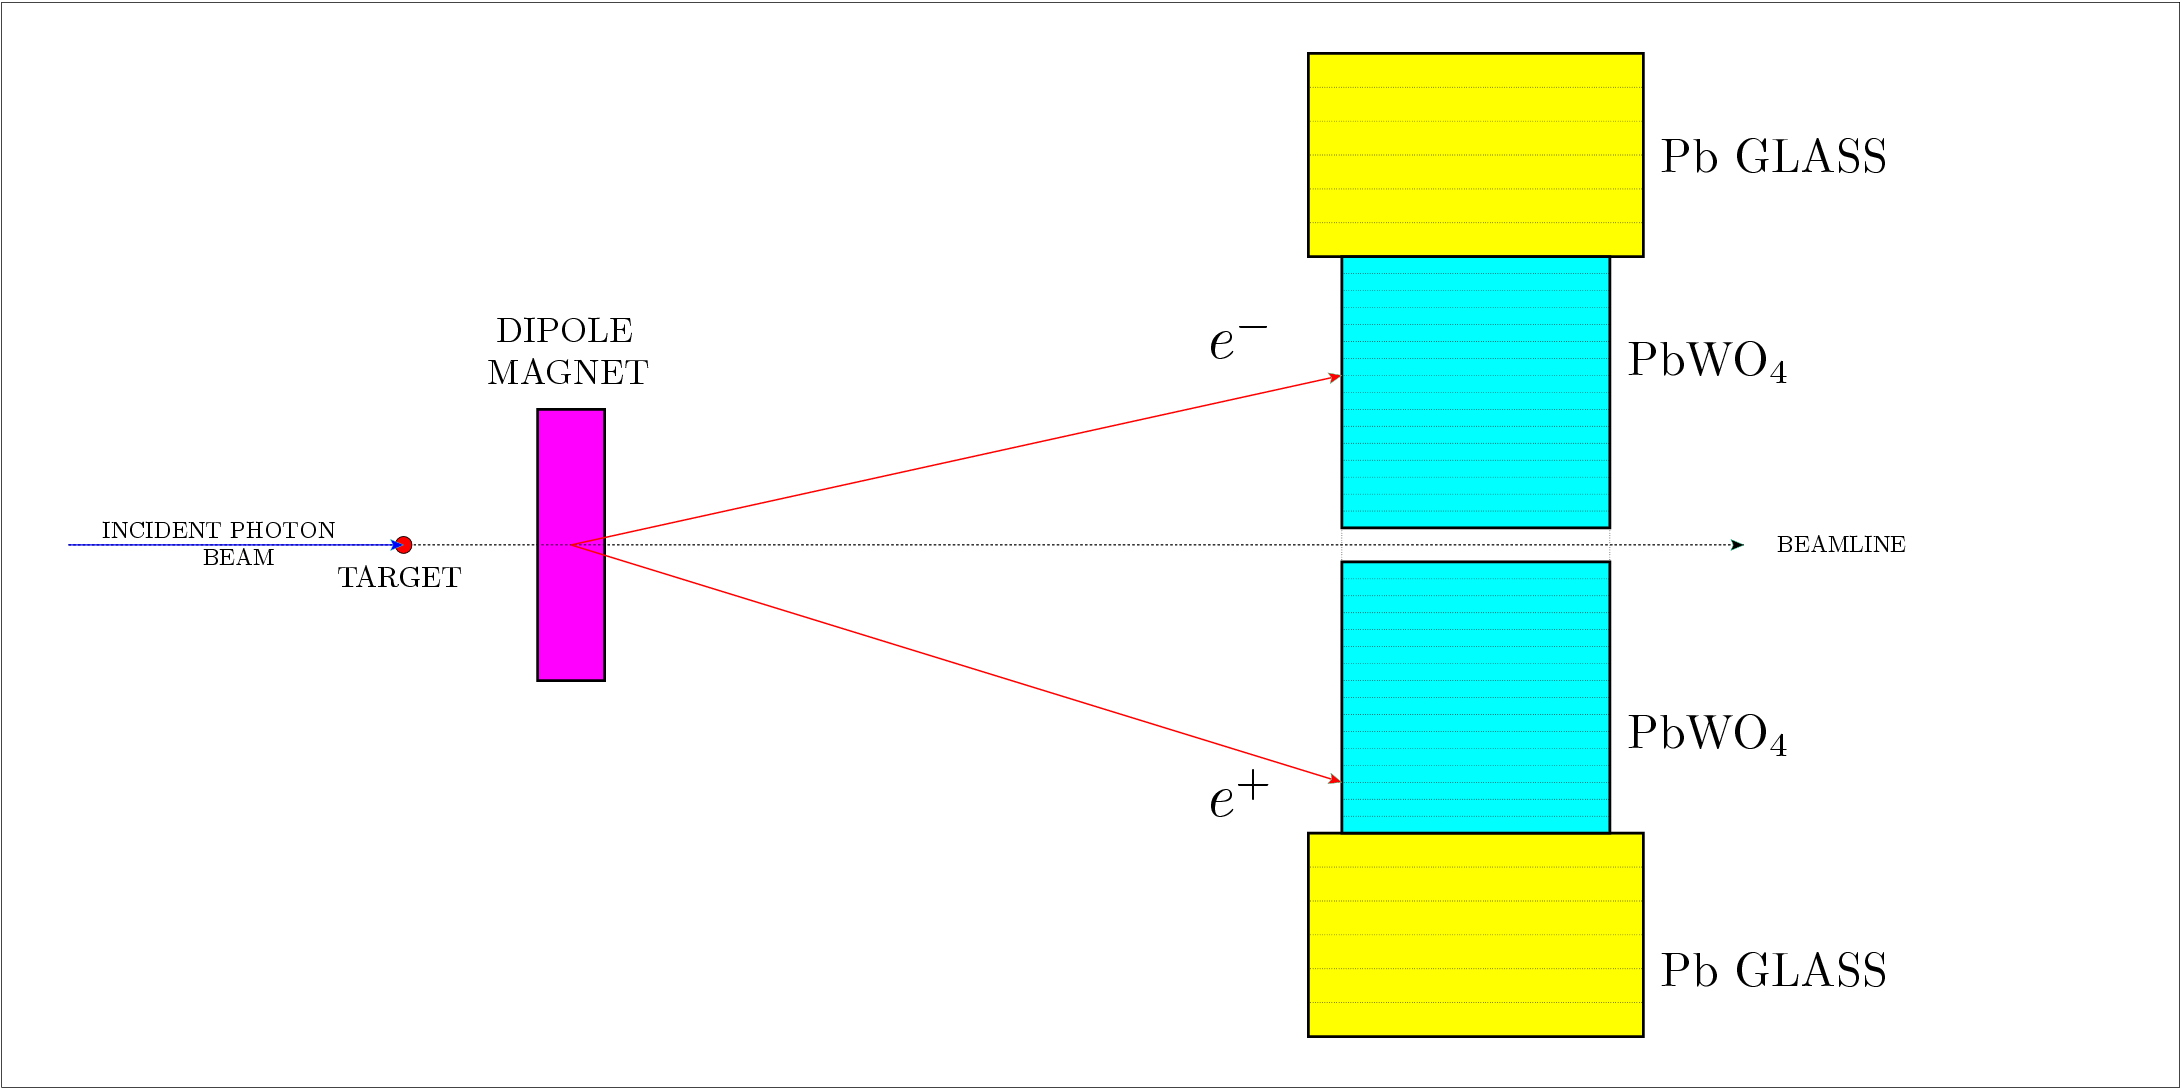 Pb GLASS
DIPOLE
MAGNET
e⁻
PbWO₄
INCIDENT PHOTON
BEAM
TARGET
BEAMLINE
PbWO₄
e⁺
Pb GLASS